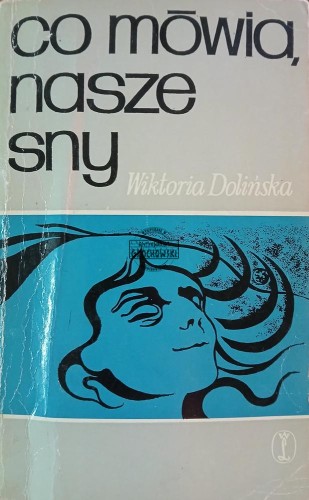 co mówią
nasze
sny
Wiktoria Dolińska